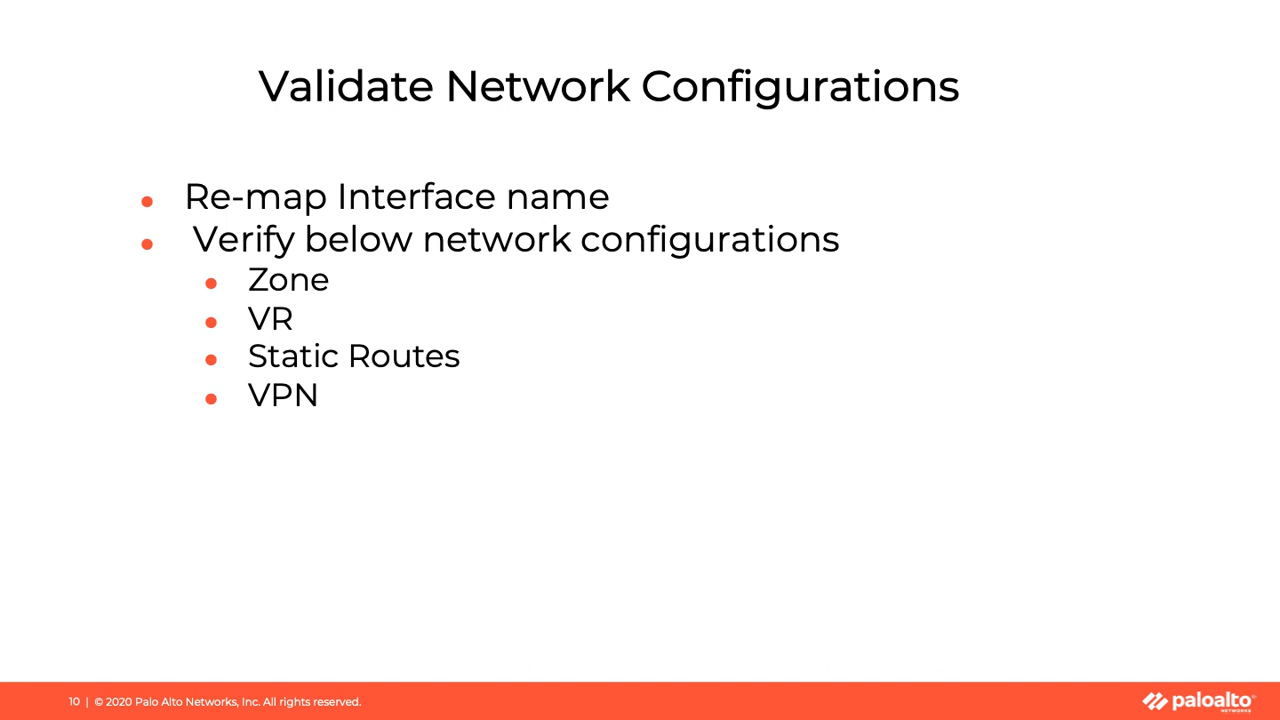 Validate Network Configurations
● Re-map Interface name
● Verify below network configurations
● Zone
● VR
● Static Routes
● VPN
10 | © 2020 Palo Alto Networks, Inc. All rights reserved.
paloalto
NETWORKS